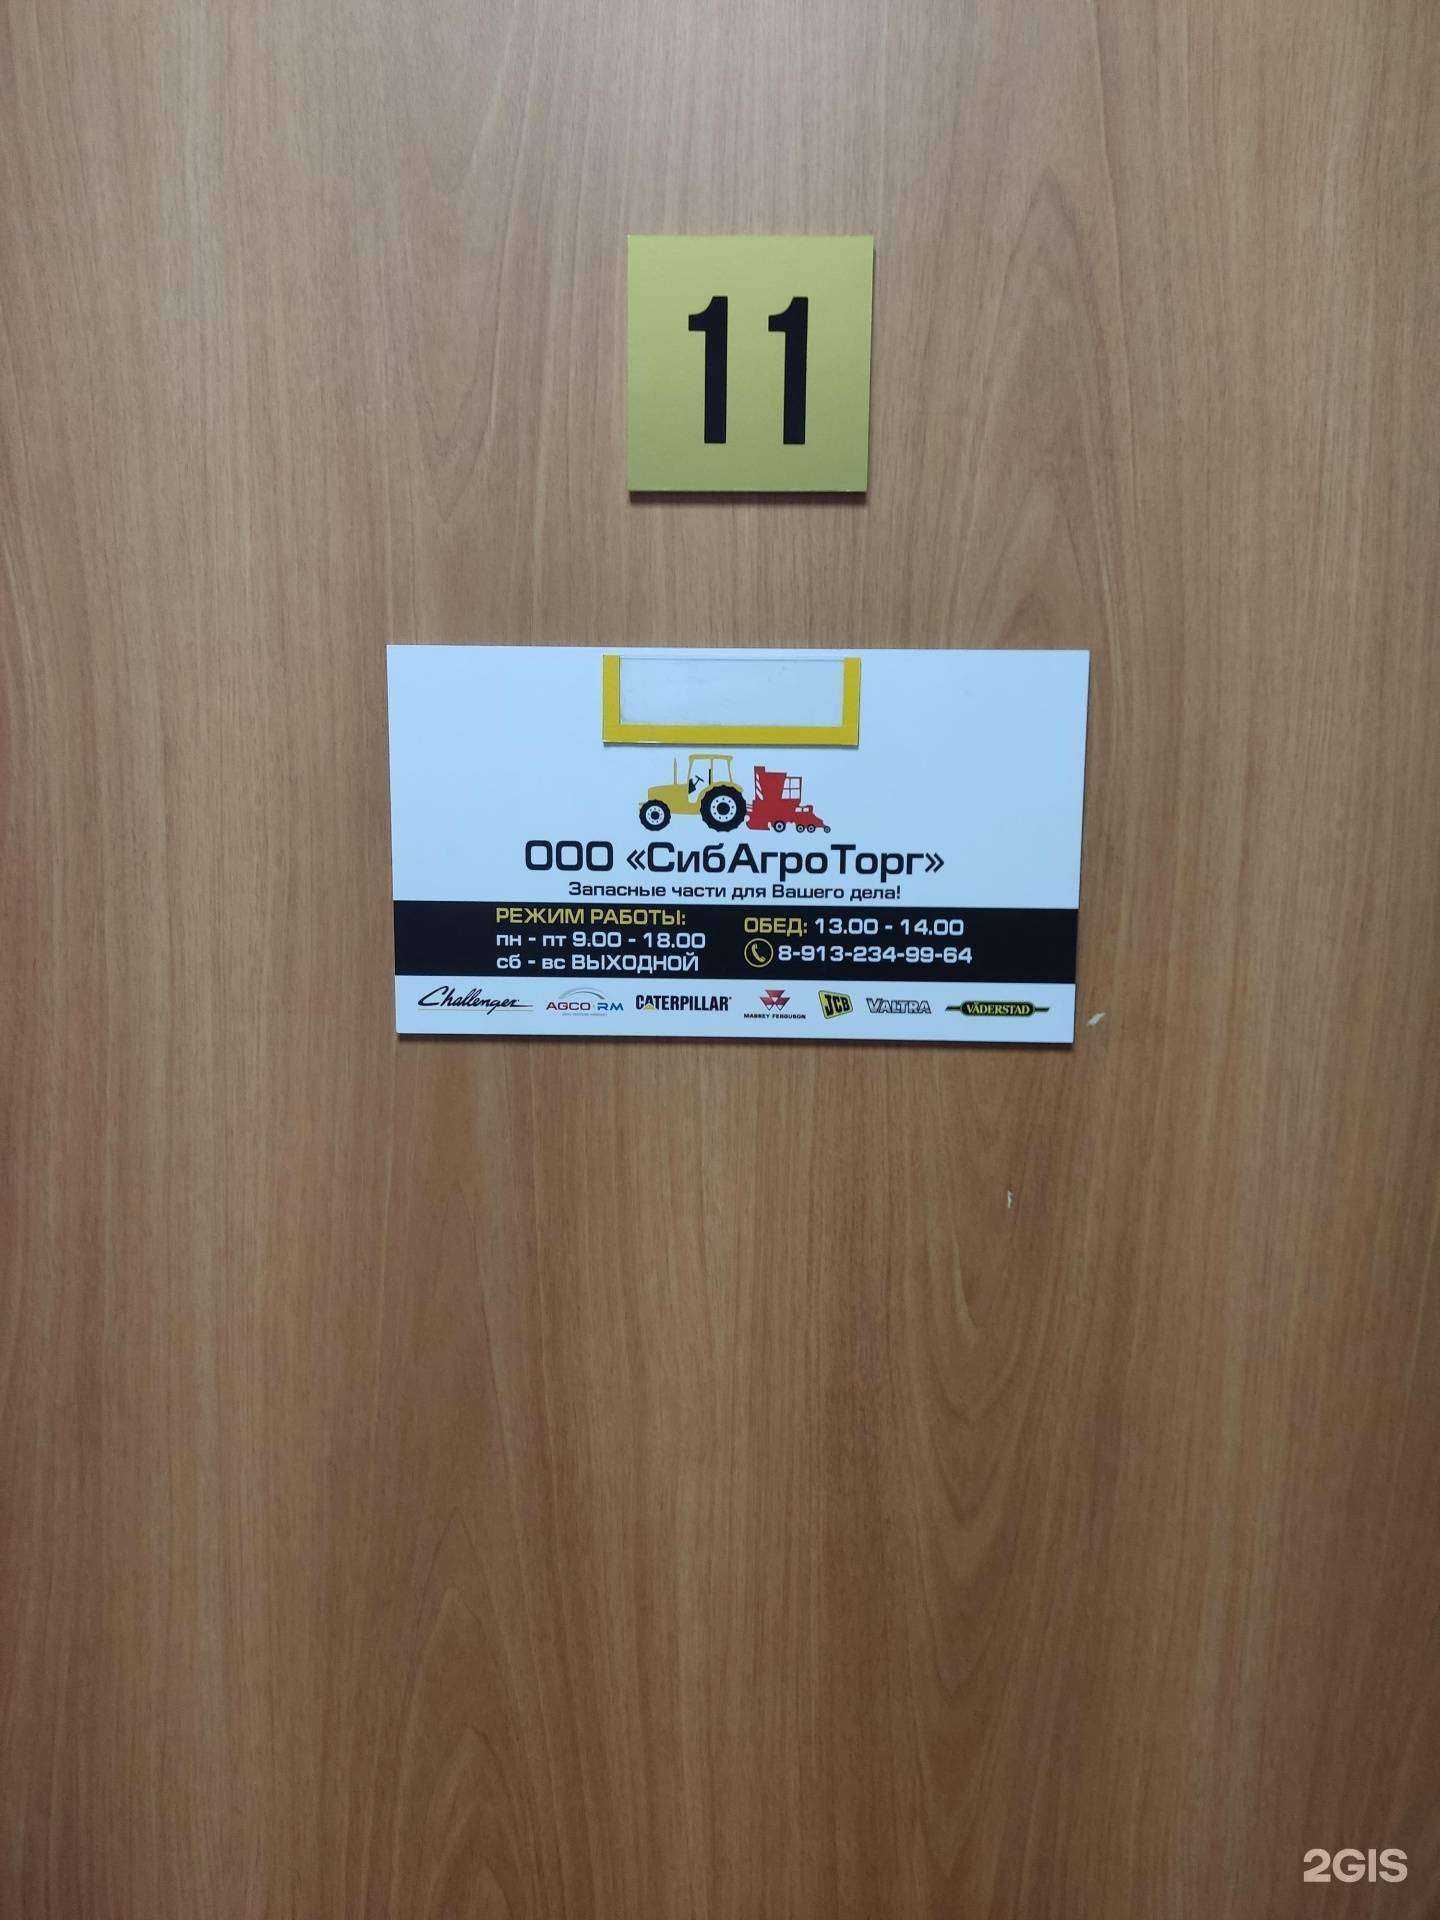 11
ООО «СибАгроТорг»
Запасные части для Вашего дела!
РЕЖИМ РАБОТЫ:
пн - пт 9.00 - 18.00
сб - вс ВЫХОДНОЙ
ОБЕД: 13.00 - 14.00
8-913-234-99-64
Challenger AGCO-RM CATERPILLAR MASSEY FERGUSON JCB VALTRA VÄDERSTAD
2GIS